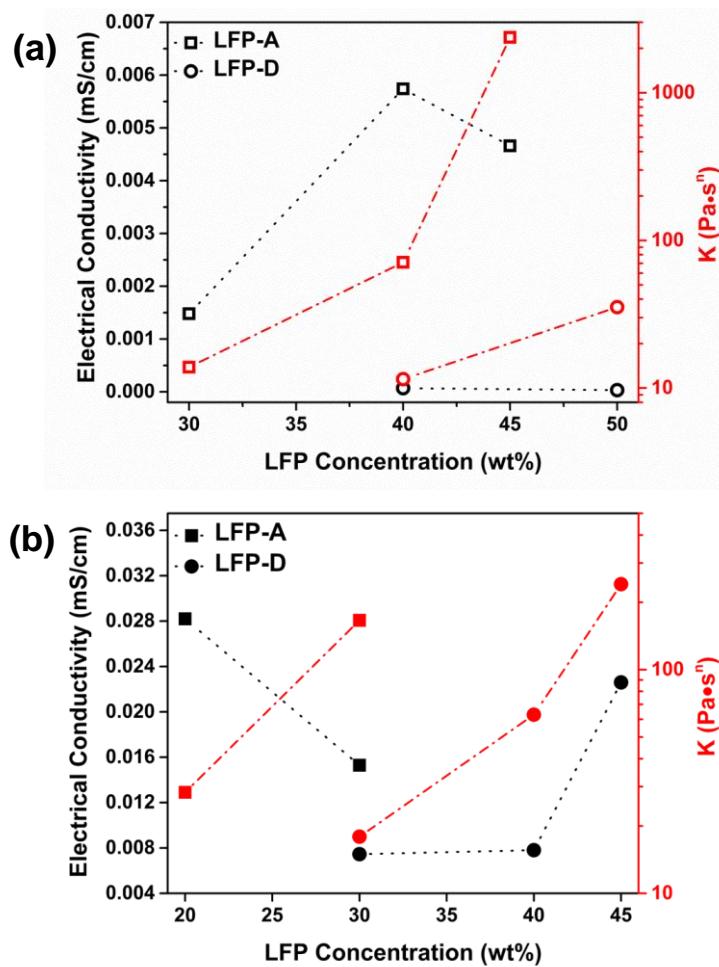 (a)
LFP-A
LFP-D
Electrical Conductivity (mS/cm)
0.007
0.006
0.005
0.004
0.003
0.002
0.001
0.000
1000
100
10
K (Pa•sⁿ)
30 35 40 45 50
LFP Concentration (wt%)
(b)
LFP-A
LFP-D
Electrical Conductivity (mS/cm)
0.036
0.032
0.028
0.024
0.020
0.016
0.012
0.008
0.004
100
10
K (Pa•sⁿ)
20 25 30 35 40 45
LFP Concentration (wt%)